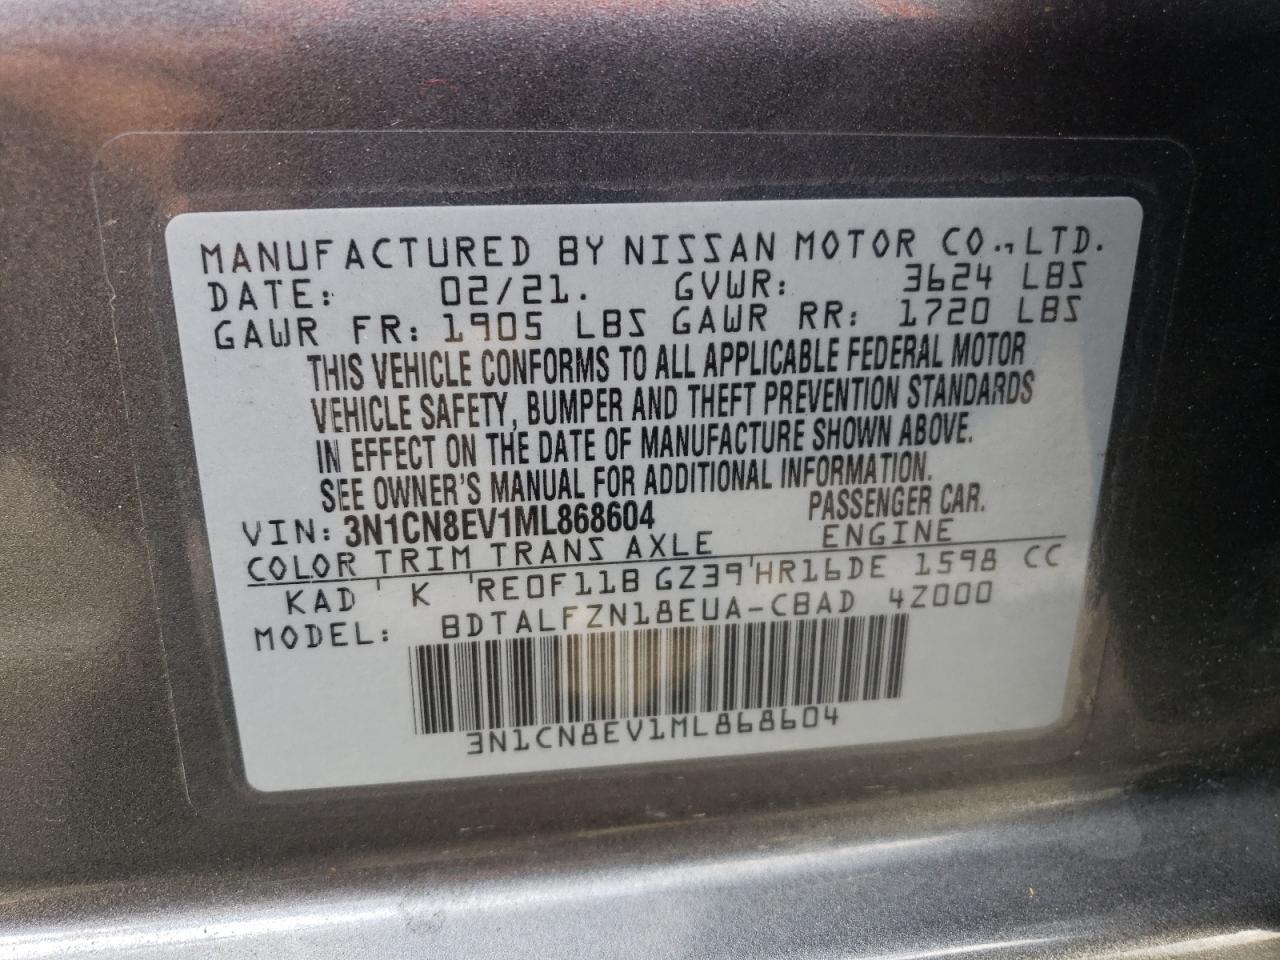 MANUFACTURED BY NISSAN MOTOR CO., LTD.
DATE: 02/21. GVWR: 3624 LBS
GAWR FR: 1905 LBS GAWR RR: 1720 LBS
THIS VEHICLE CONFORMS TO ALL APPLICABLE FEDERAL MOTOR
VEHICLE SAFETY, BUMPER AND THEFT PREVENTION STANDARDS
IN EFFECT ON THE DATE OF MANUFACTURE SHOWN ABOVE.
SEE OWNER'S MANUAL FOR ADDITIONAL INFORMATION.
VIN: 3N1CN8EV1ML868604 PASSENGER CAR.
COLOR TRIM TRANS AXLE ENGINE
KAD K RE0F11B GZ39 HR16DE 1598 CC
MODEL: BDTALFZN18EUA-CBAD 4Z000
3N1CN8EV1ML868604